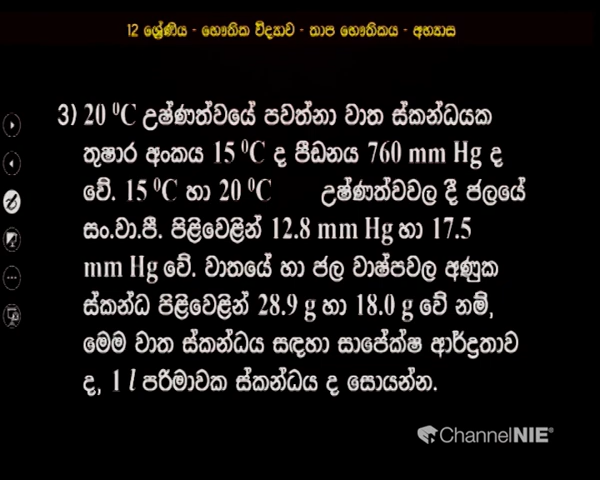 12 ශ්‍රේණිය - භෞතික විද්‍යාව - තාප භෞතිකය - අභ්‍යාස
3) 20 ⁰C උෂ්ණත්වයේ පවත්නා වාත ස්කන්ධයක
තුෂාර අංකය 15 ⁰C ද පීඩනය 760 mm Hg ද
වේ. 15 ⁰C හා 20 ⁰C උෂ්ණත්වවල දී ජලයේ
සං.වා.පී. පිළිවෙළින් 12.8 mm Hg හා 17.5
mm Hg වේ. වාතයේ හා ජල වාෂ්පවල අණුක
ස්කන්ධ පිළිවෙළින් 28.9 g හා 18.0 g වේ නම්,
මෙම වාත ස්කන්ධය සඳහා සාපේක්ෂ ආර්ද්‍රතාව
ද, 1 l පරිමාවක ස්කන්ධය ද සොයන්න.
ChannelNIE